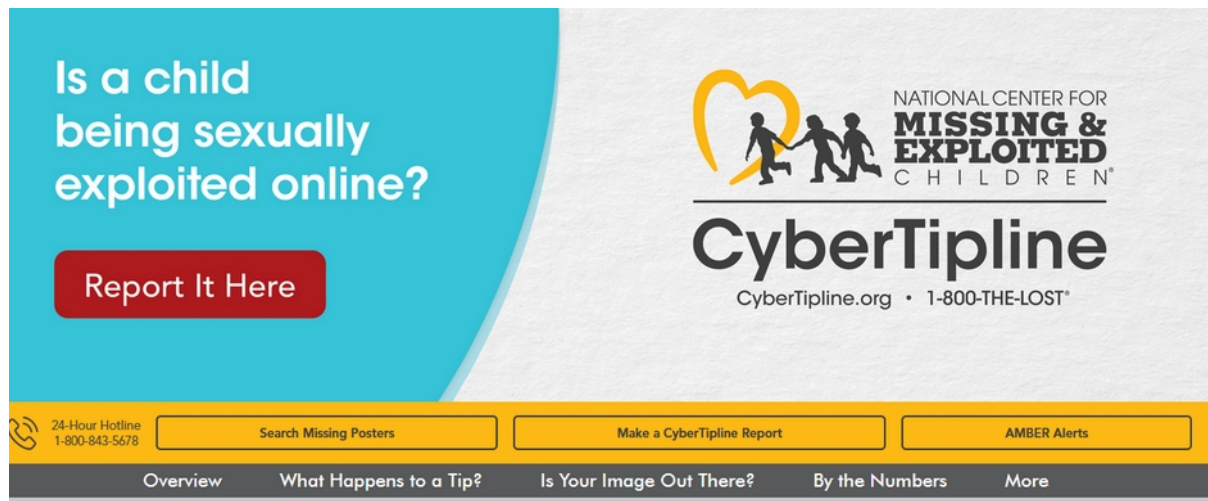 Is a child
being sexually
exploited online?
Report It Here
NATIONAL CENTER FOR
MISSING &
EXPLOITED
CHILDREN®
CyberTipline
CyberTipline.org • 1-800-THE-LOST®
24-Hour Hotline
1-800-843-5678
Search Missing Posters
Make a CyberTipline Report
AMBER Alerts
Overview
What Happens to a Tip?
Is Your Image Out There?
By the Numbers
More